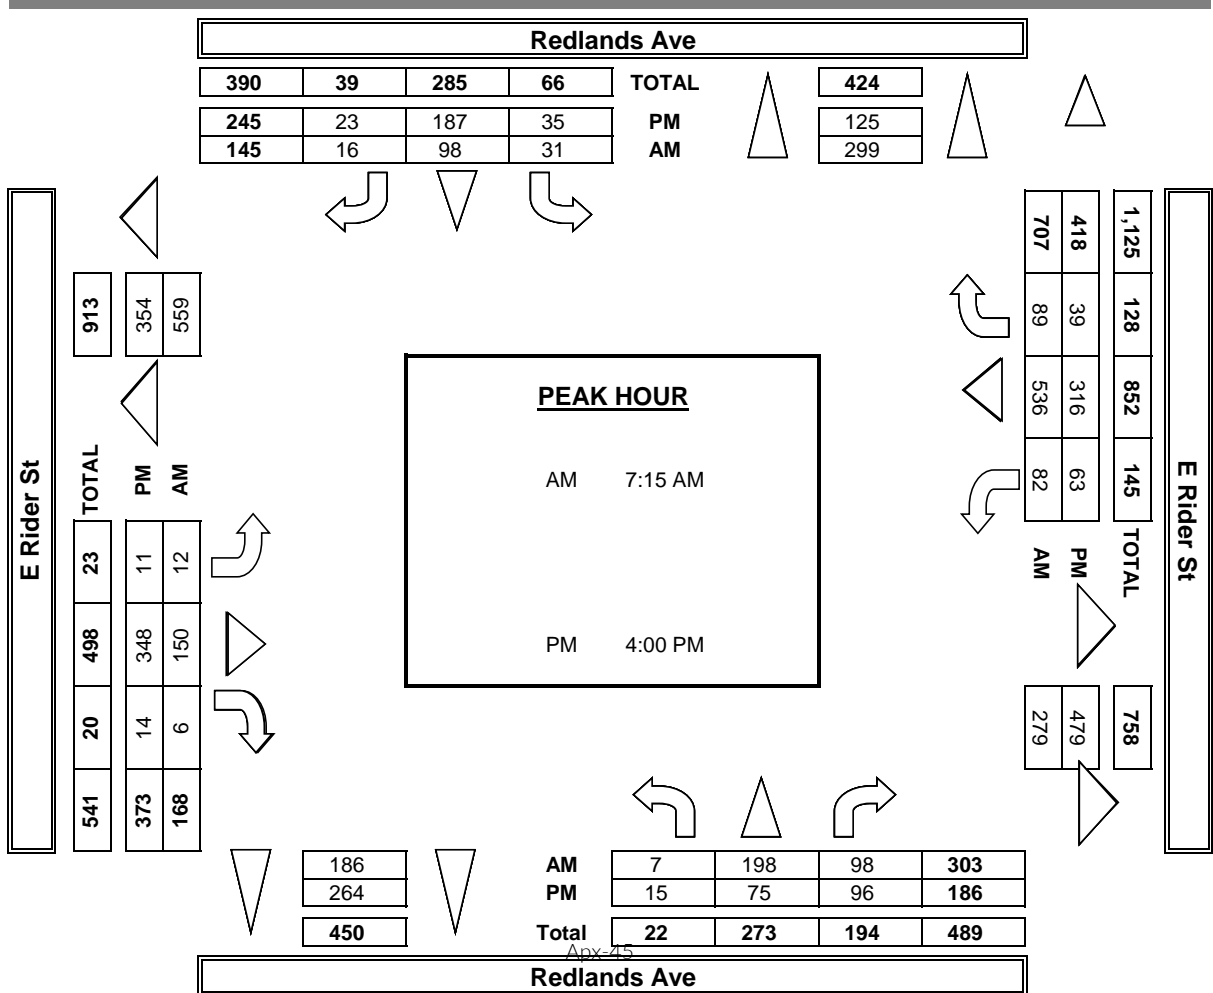 Redlands Ave
390 39 285 66 TOTAL 424
245 23 187 35 PM 125
145 16 98 31 AM 299
E Rider St
913 354 559
TOTAL PM AM
23 11 12
498 348 150
20 14 6
541 373 168
PEAK HOUR
AM 7:15 AM
PM 4:00 PM
707 418 1,125
89 39 128
536 316 852
82 63 145
AM PM TOTAL
279 479 758
E Rider St
186 AM 7 198 98 303
264 PM 15 75 96 186
450 Total 22 273 194 489
Apx-45
Redlands Ave